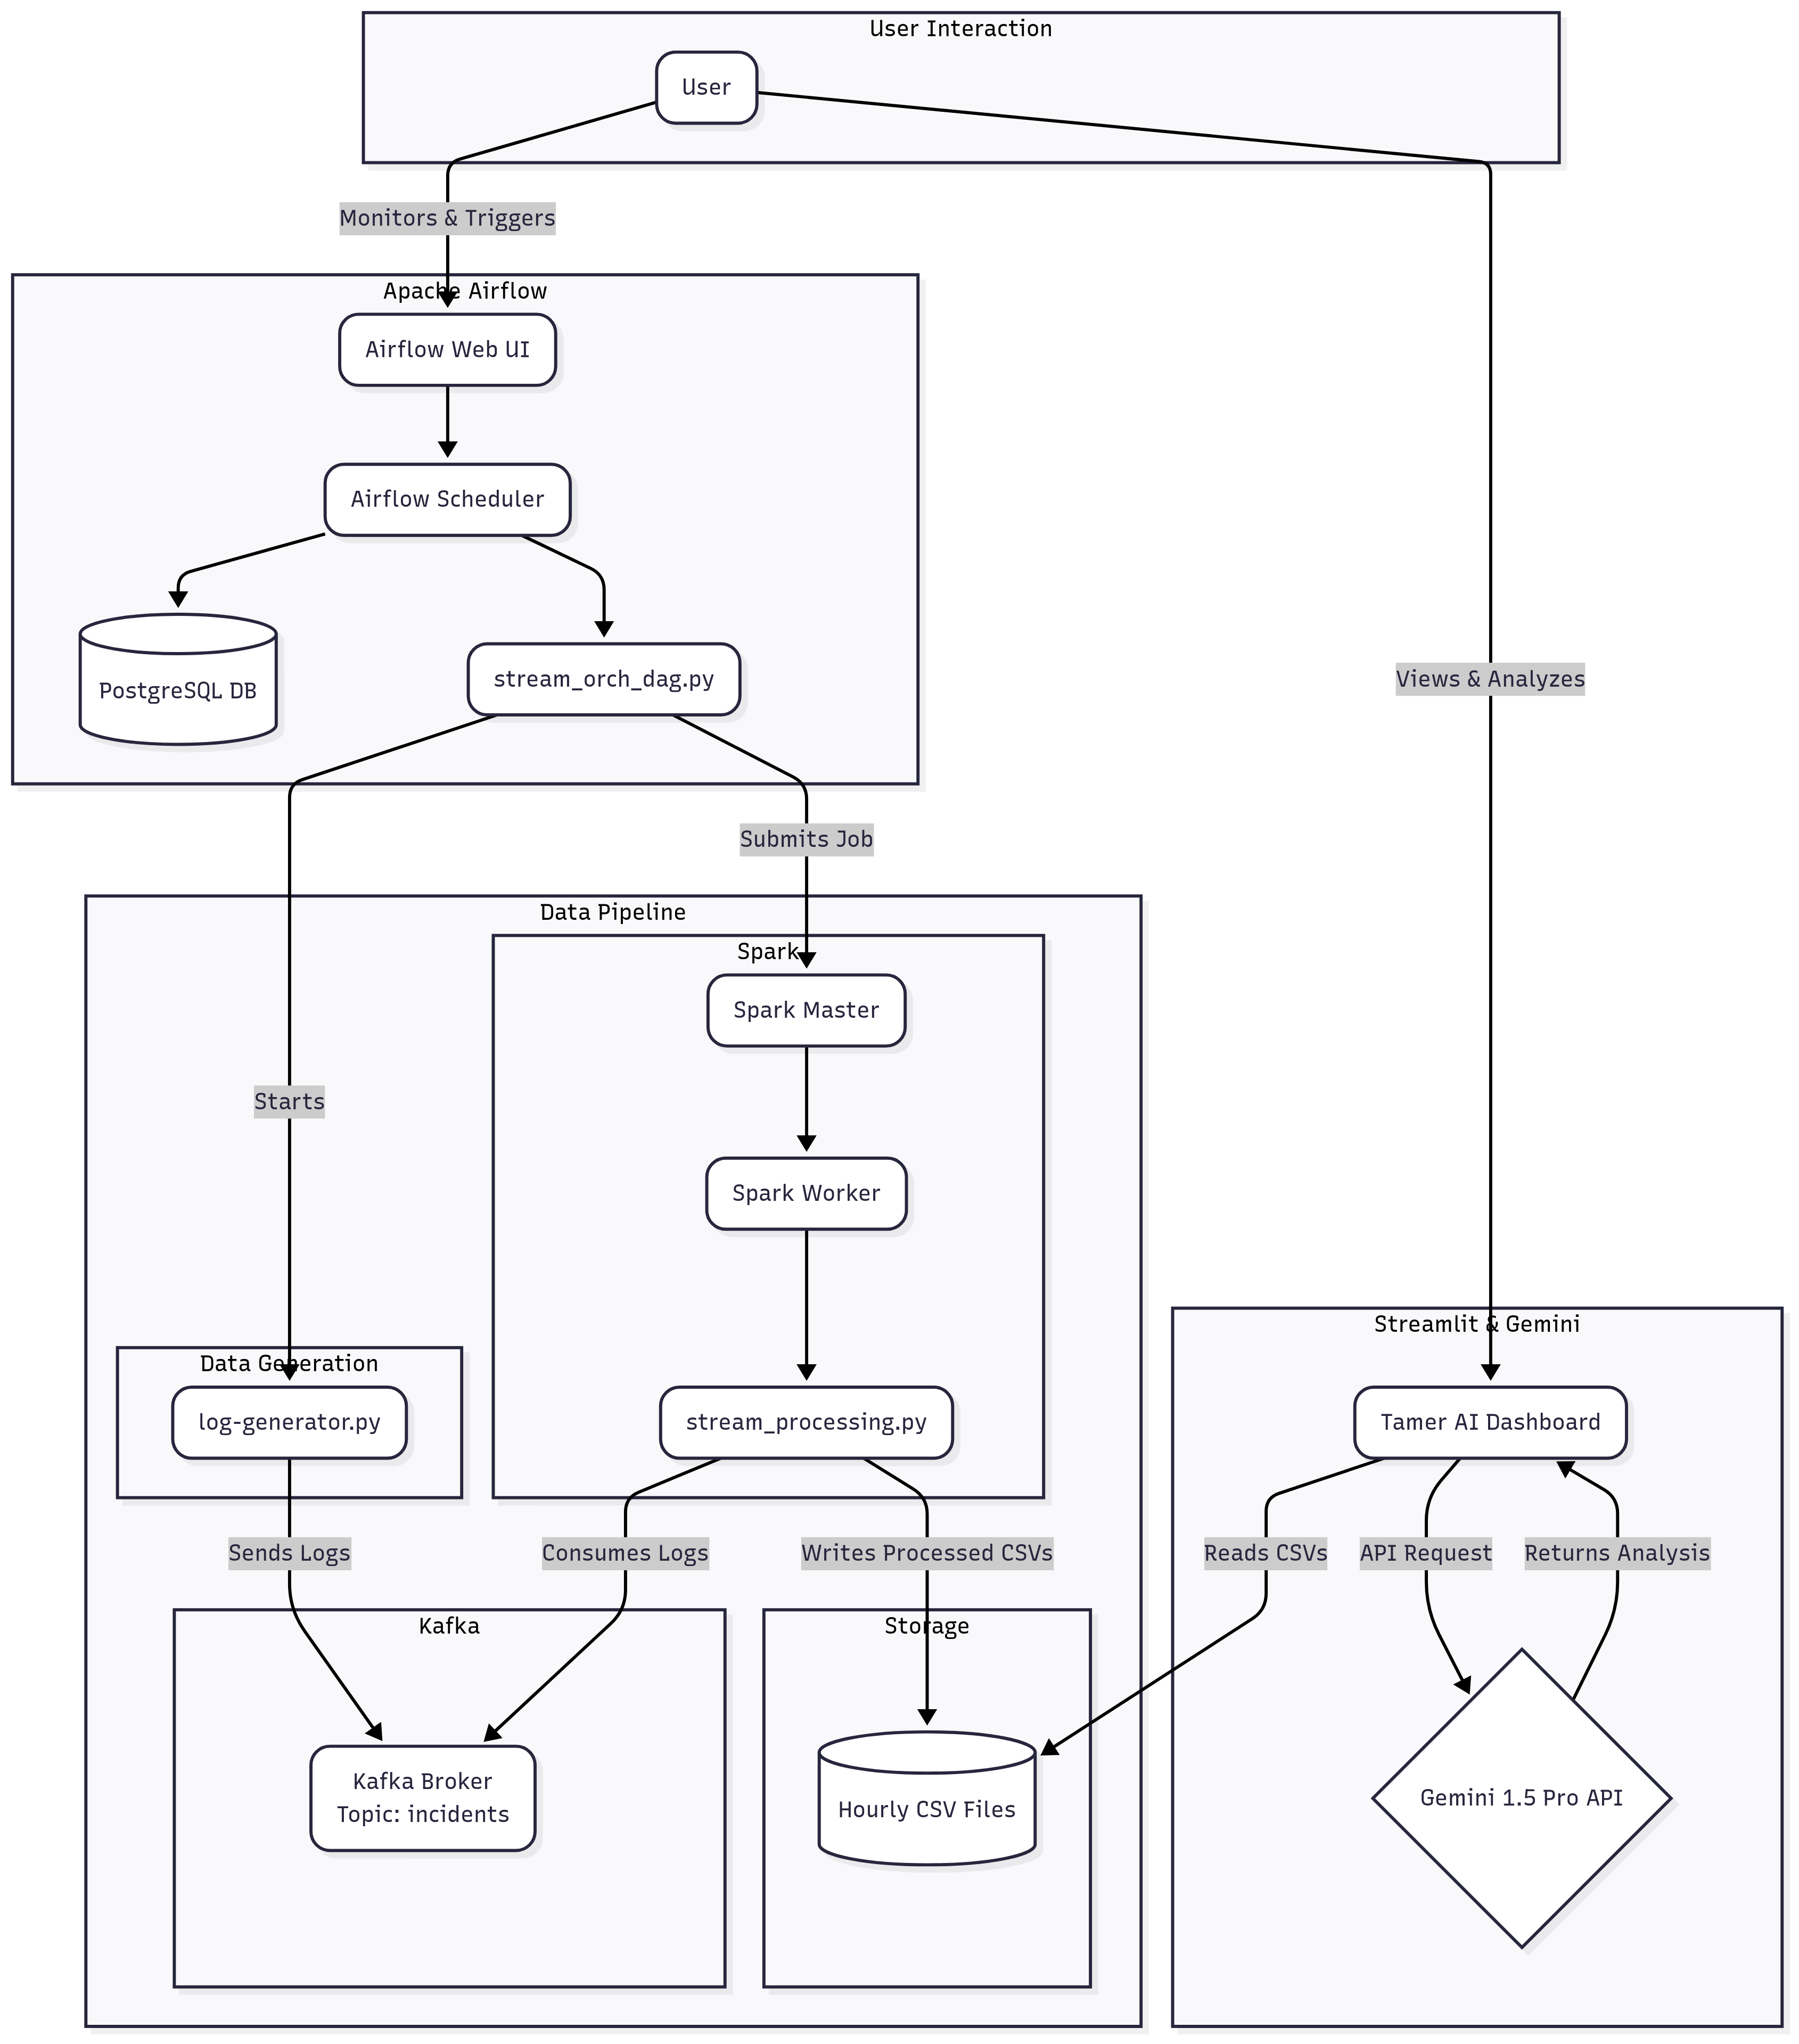 User Interaction
User
Monitors & Triggers
Apache Airflow
Airflow Web UI
Airflow Scheduler
PostgreSQL DB
stream_orch_dag.py
Views & Analyzes
Submits Job
Data Pipeline
Spark
Spark Master
Starts
Spark Worker
Streamlit & Gemini
Data Generation
log-generator.py
stream_processing.py
Tamer AI Dashboard
Sends Logs
Consumes Logs
Writes Processed CSVs
Reads CSVs
API Request
Returns Analysis
Kafka
Storage
Kafka Broker
Topic: incidents
Hourly CSV Files
Gemini 1.5 Pro API